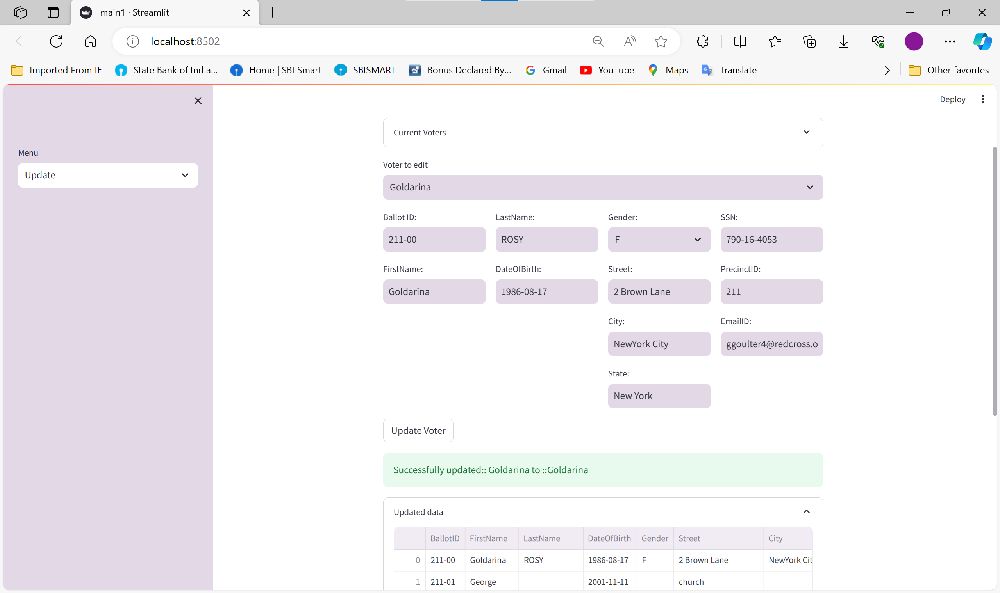 main1 · Streamlit
localhost:8502
Imported From IE
State Bank of India...
Home | SBI Smart
SBISMART
Bonus Declared By...
Gmail
YouTube
Maps
Translate
Other favorites
Deploy
Menu
Update
Current Voters
Voter to edit
Goldarina
Ballot ID: LastName: Gender: SSN:
211-00 ROSY F 790-16-4053
FirstName: DateOfBirth: Street: PrecinctID:
Goldarina 1986-08-17 2 Brown Lane 211
City: EmailID:
NewYork City ggoulter4@redcross.o
State:
New York
Update Voter
Successfully updated:: Goldarina to ::Goldarina
Updated data
BallotID FirstName LastName DateOfBirth Gender Street City
0 211-00 Goldarina ROSY 1986-08-17 F 2 Brown Lane NewYork Cit
1 211-01 George 2001-11-11 church